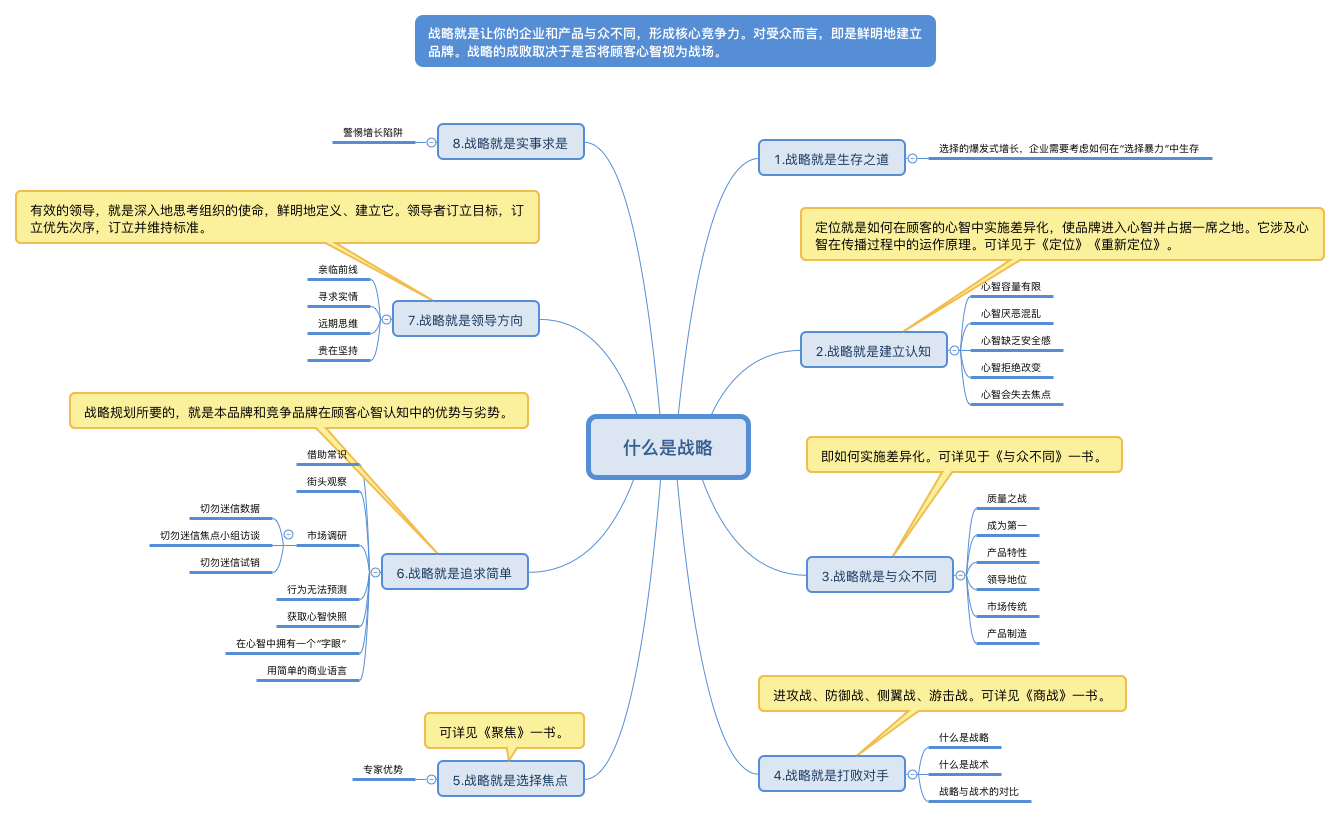 战略就是让你的企业和产品与众不同，形成核心竞争力。对受众而言，即是鲜明地建立
品牌。战略的成败取决于是否将顾客心智视为战场。
什么是战略
1.战略就是生存之道
选择的爆发式增长，企业需要考虑如何在“选择暴力”中生存
定位就是如何在顾客的心智中实施差异化，使品牌进入心智并占据一席之地。它涉及心
智在传播过程中的运作原理。可详见于《定位》《重新定位》。
2.战略就是建立认知
心智容量有限
心智厌恶混乱
心智缺乏安全感
心智拒绝改变
心智会失去焦点
即如何实施差异化。可详见于《与众不同》一书。
3.战略就是与众不同
质量之战
成为第一
产品特性
领导地位
市场传统
产品制造
进攻战、防御战、侧翼战、游击战。可详见《商战》一书。
4.战略就是打败对手
什么是战略
什么是战术
战略与战术的对比
可详见《聚焦》一书。
5.战略就是选择焦点
专家优势
战略规划所要的，就是本品牌和竞争品牌在顾客心智认知中的优势与劣势。
6.战略就是追求简单
借助常识
街头观察
市场调研
切勿迷信数据
切勿迷信焦点小组访谈
切勿迷信试销
行为无法预测
获取心智快照
在心智中拥有一个“字眼”
用简单的商业语言
有效的领导，就是深入地思考组织的使命，鲜明地定义、建立它。领导者订立目标，订
立优先次序，订立并维持标准。
7.战略就是领导方向
亲临前线
寻求实情
远期思维
贵在坚持
8.战略就是实事求是
警惕增长陷阱